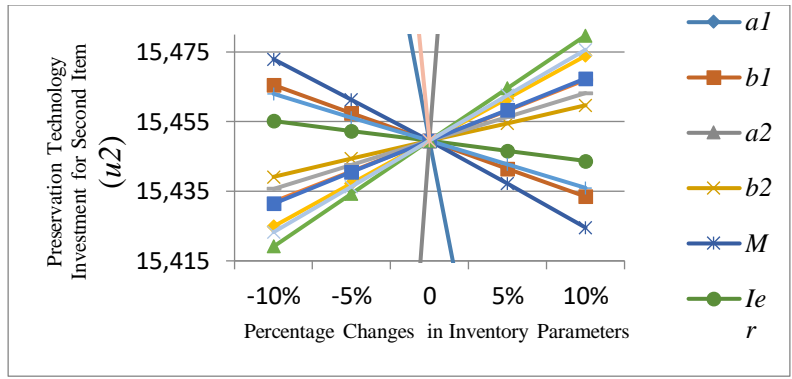 Preservation Technology
Investment for Second Item
(u2)
15,475
15,455
15,435
15,415
-10% -5% 0 5% 10%
Percentage Changes in Inventory Parameters
a1
b1
a2
b2
M
Ie
r